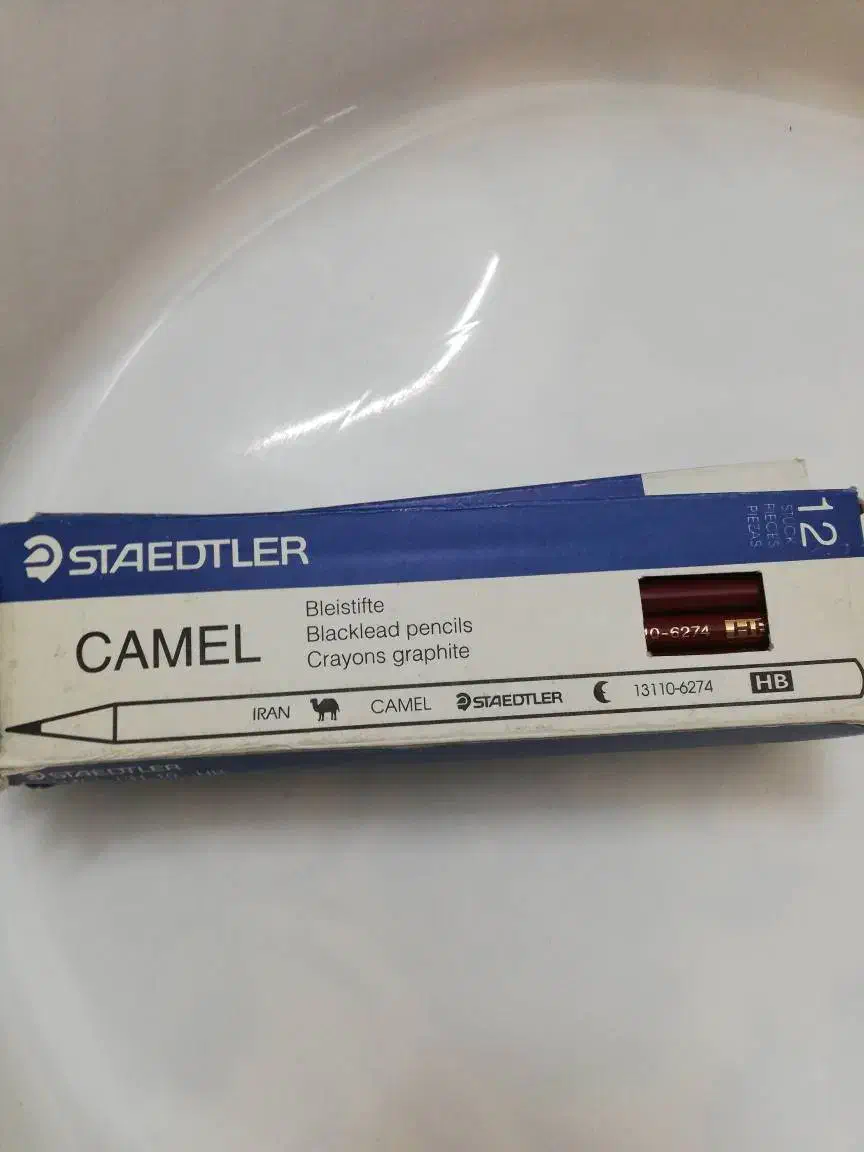 STAEDTLER
12
STÜCK
PIECES
PIEZAS
CAMEL
Bleistifte
Blacklead pencils
Crayons graphite
10-6274
IRAN CAMEL STAEDTLER 13110-6274 HB
STAEDTLER